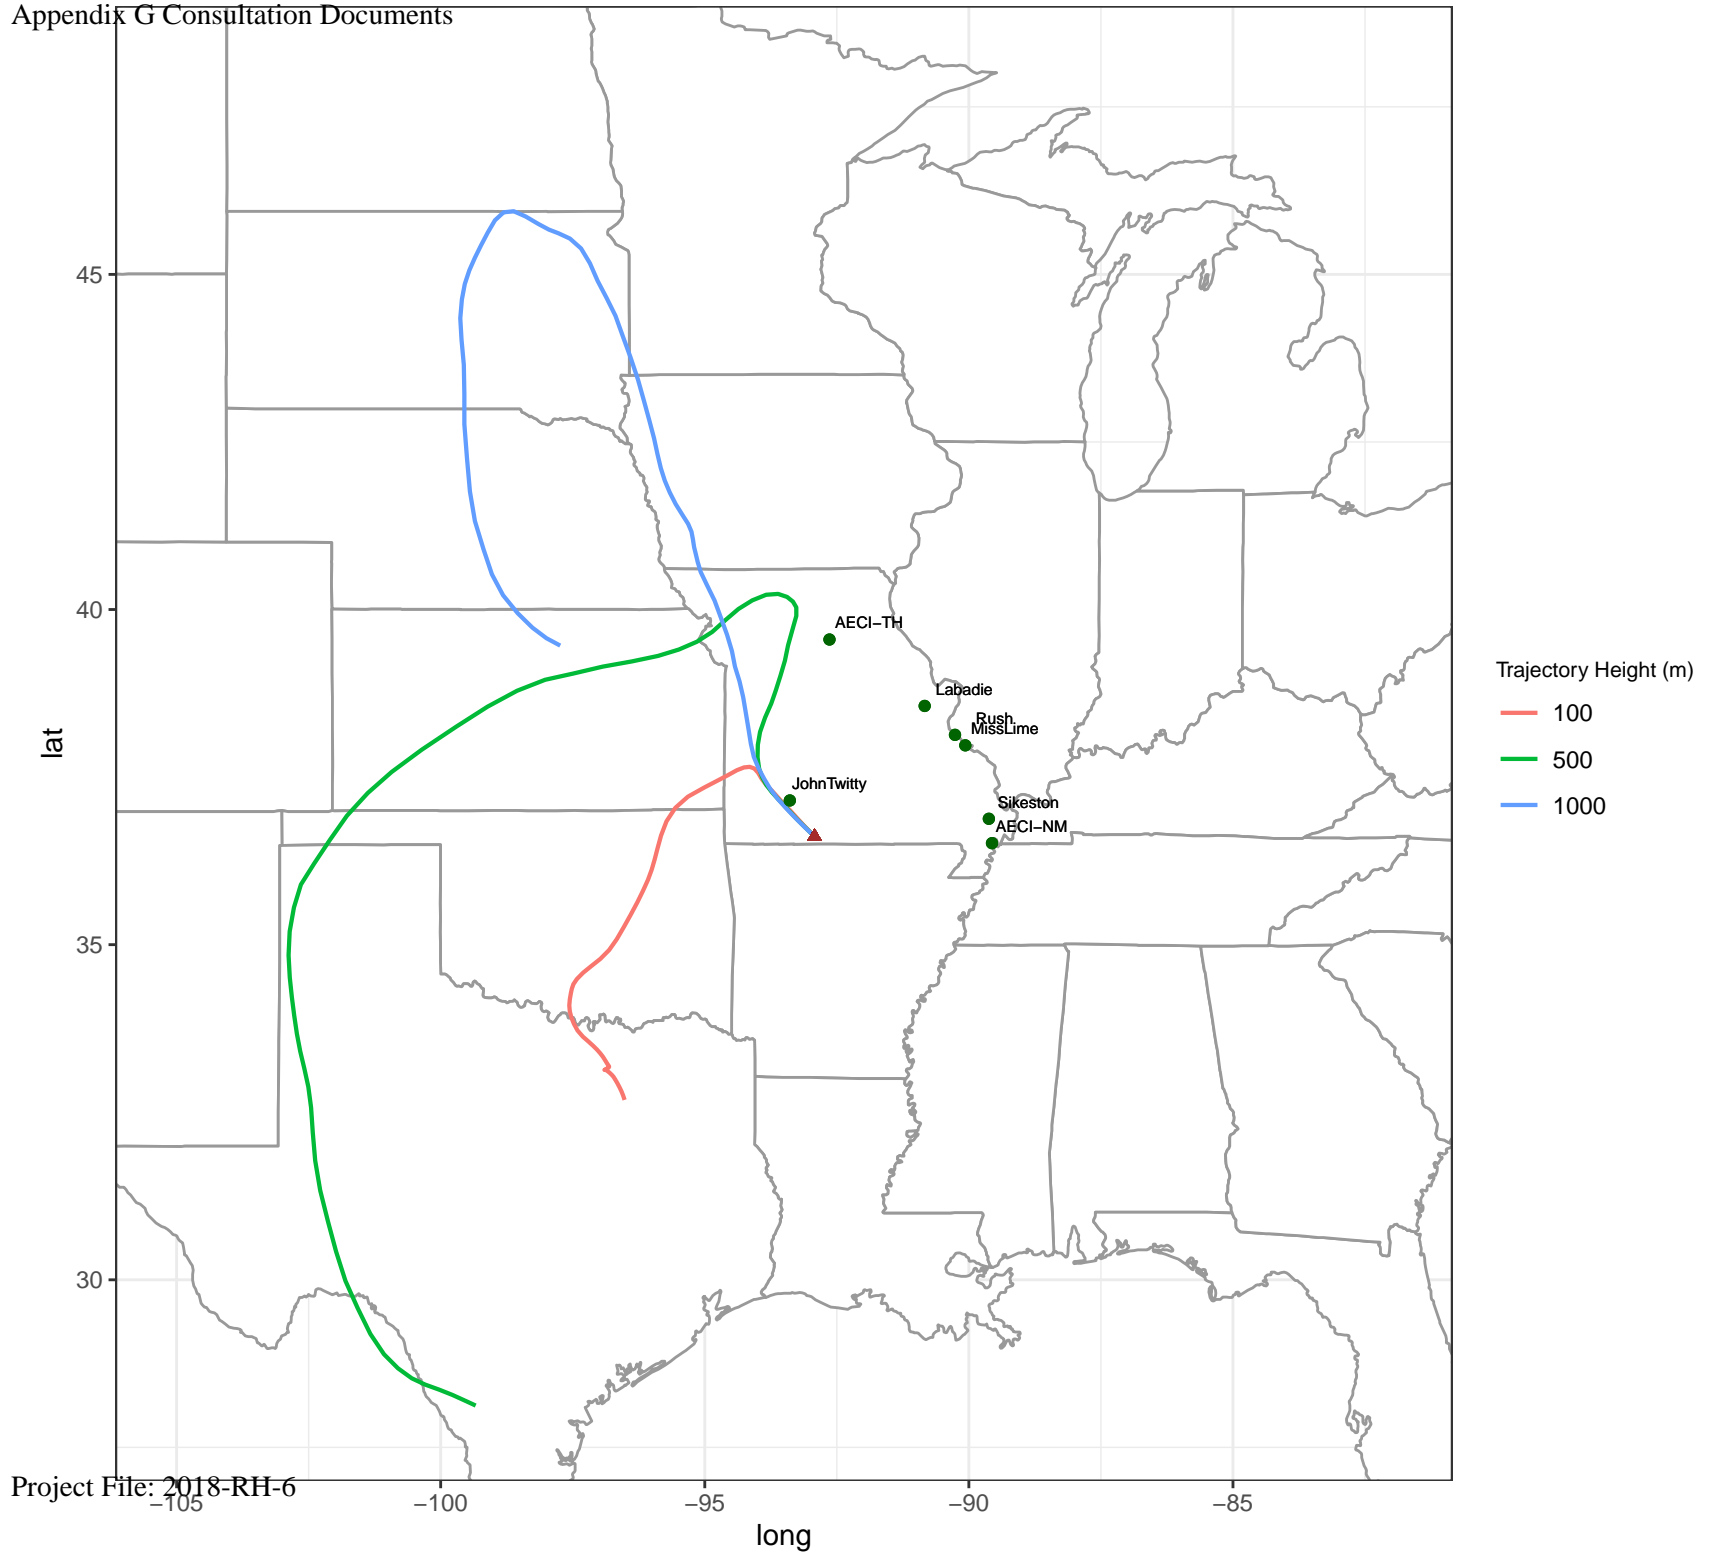 Appendix G Consultation Documents
45
40
35
30
lat
AECI−TH
Labadie
Rush
MissLime
JohnTwitty
Sikeston
AECI−NM
Trajectory Height (m)
100
500
1000
Project File: 2018-RH-6
−105
−100
−95
−90
−85
long